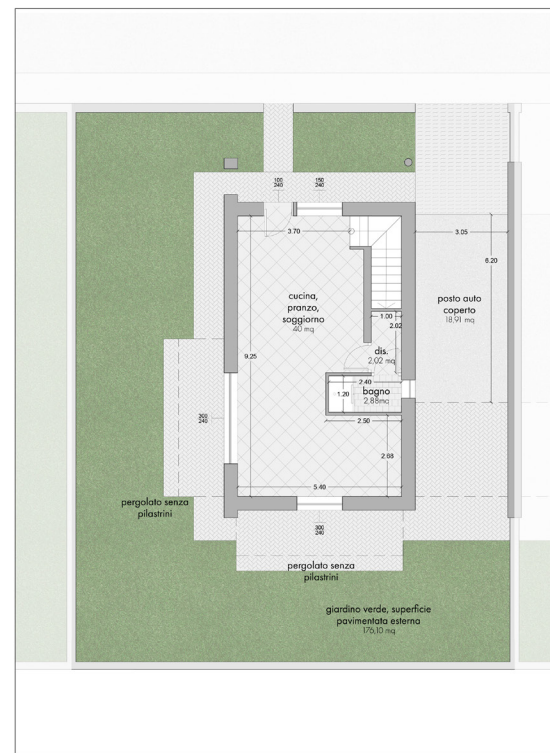 100
240
150
240
3.70
3.05
6.20
cucina,
pranzo,
soggiorno
40 mq
posto auto
coperto
18,91 mq
1.00
2.02
dis.
2,02 mq
9.25
2.40
bagno
2,88mq
1.20
300
240
2.50
2.68
5.40
pergolato senza
pilastrini
300
240
pergolato senza
pilastrini
giardino verde, superficie
pavimentata esterna
176,10 mq